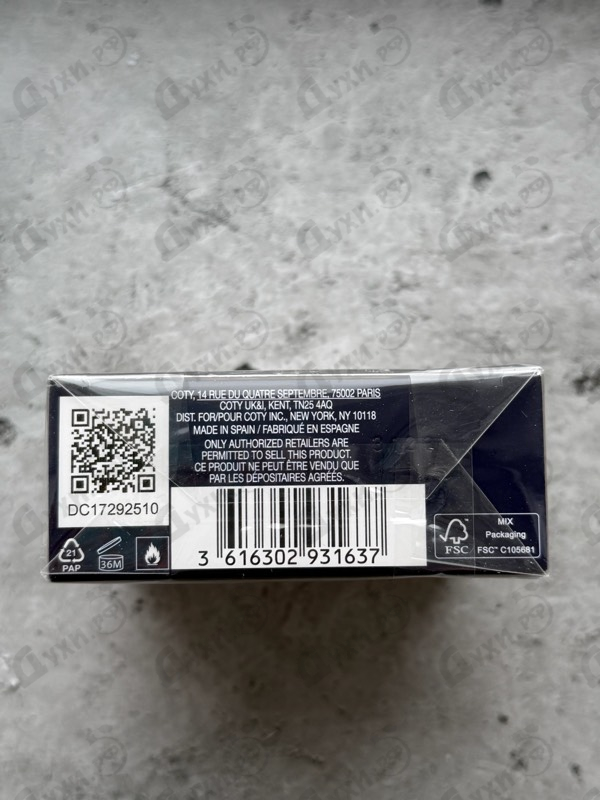 COTY, 14 RUE DU QUATRE SEPTEMBRE, 75002 PARIS
COTY UK&I, KENT, TN25 4AQ
DIST. FOR/POUR COTY INC., NEW YORK, NY 10118
MADE IN SPAIN / FABRIQUÉ EN ESPAGNE
ONLY AUTHORIZED RETAILERS ARE
PERMITTED TO SELL THIS PRODUCT.
CE PRODUIT NE PEUT ÊTRE VENDU QUE
PAR LES DÉPOSITAIRES AGRÉÉS.
DC17292510
21
PAP
36M
3 616302 931637
FSC
MIX
Packaging
FSC™ C105681
Духи.рф